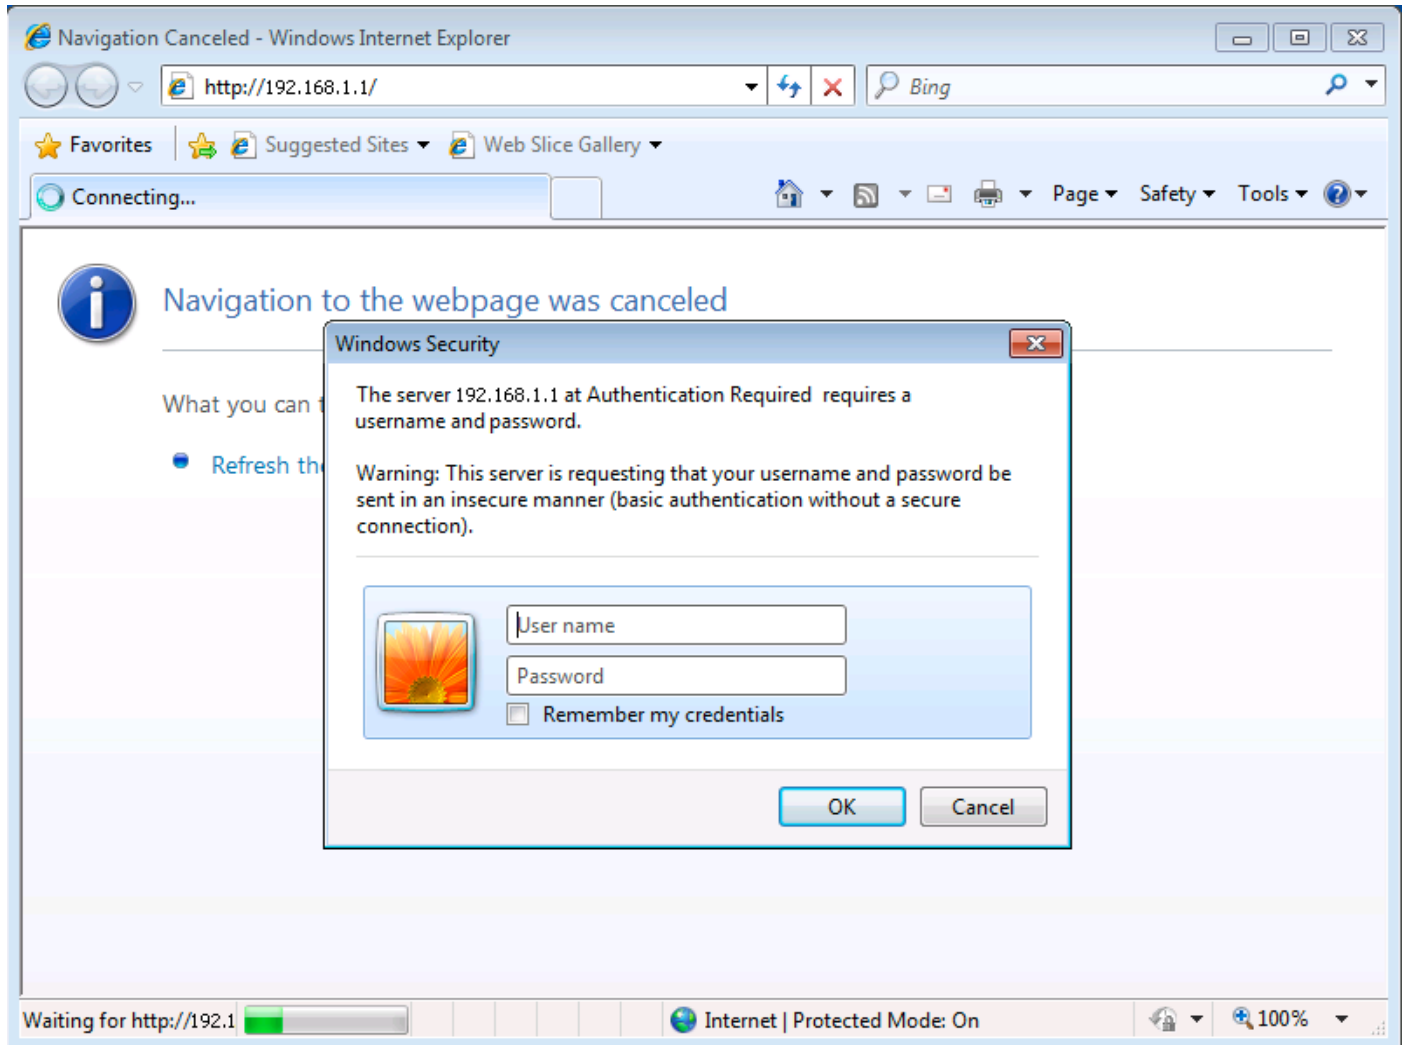 Navigation Canceled - Windows Internet Explorer
http://192.168.1.1/
Bing
Favorites
Suggested Sites
Web Slice Gallery
Connecting...
Page
Safety
Tools
Navigation to the webpage was canceled
What you can t
Refresh the
Windows Security
The server 192.168.1.1 at Authentication Required requires a
username and password.
Warning: This server is requesting that your username and password be
sent in an insecure manner (basic authentication without a secure
connection).
User name
Password
Remember my credentials
OK
Cancel
Waiting for http://192.1
Internet | Protected Mode: On
100%